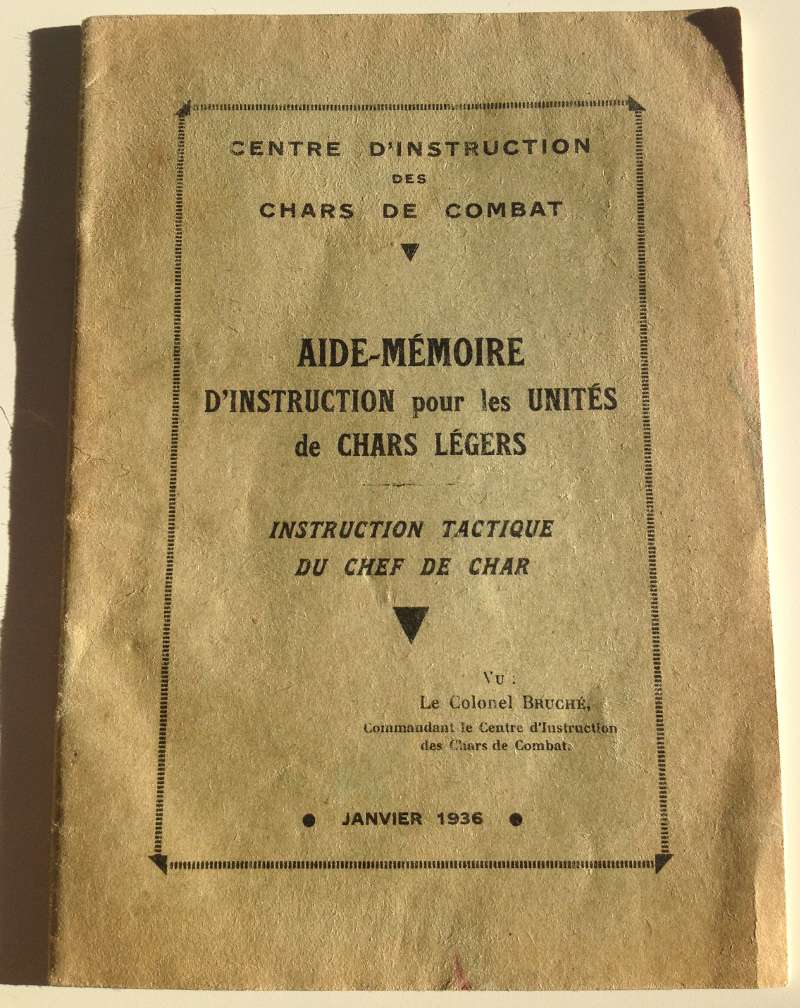 CENTRE D'INSTRUCTION
DES
CHARS DE COMBAT
AIDE-MÉMOIRE
D'INSTRUCTION pour les UNITÉS
de CHARS LÉGERS
INSTRUCTION TACTIQUE
DU CHEF DE CHAR
VU :
Le Colonel BRUCHÉ,
Commandant le Centre d'Instruction
des Chars de Combat.
• JANVIER 1936 •